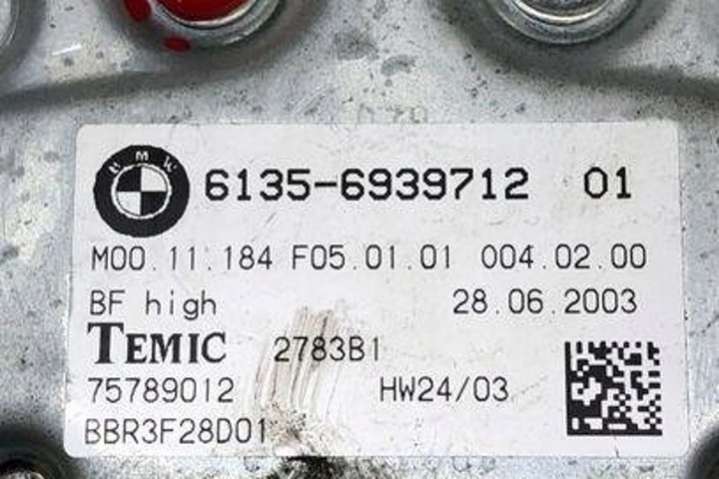 BMW 6135-6939712 01
M00.11.184 F05.01.01 004.02.00
BF high 28.06.2003
TEMIC 2783B1
75789012 HW24/03
BBR3F28D01